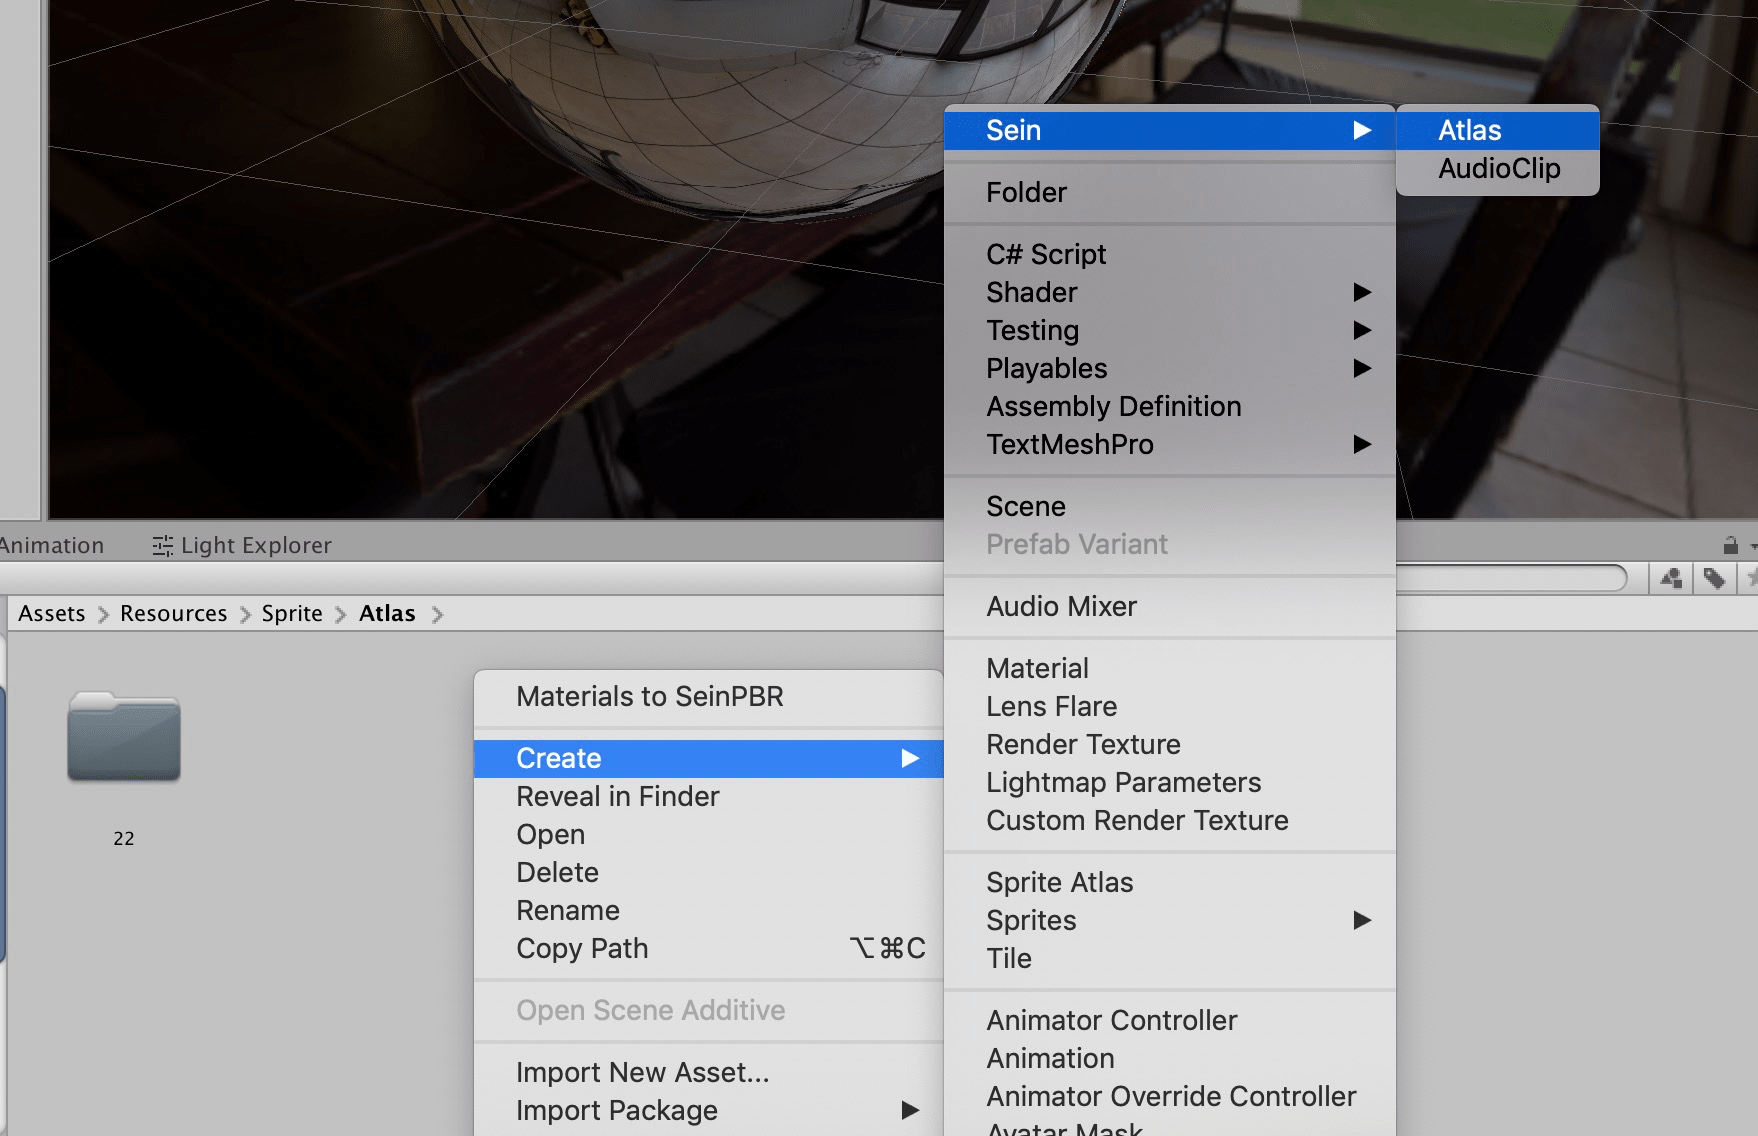 Sein
Atlas
AudioClip
Folder
C# Script
Shader
Testing
Playables
Assembly Definition
TextMeshPro
Scene
Prefab Variant
Audio Mixer
Material
Lens Flare
Render Texture
Lightmap Parameters
Custom Render Texture
Sprite Atlas
Sprites
Tile
Animator Controller
Animation
Animator Override Controller
Avatar Mask
Animation
Light Explorer
Assets > Resources > Sprite > Atlas >
22
Materials to SeinPBR
Create
Reveal in Finder
Open
Delete
Rename
Copy Path ⌥⌘C
Open Scene Additive
Import New Asset...
Import Package